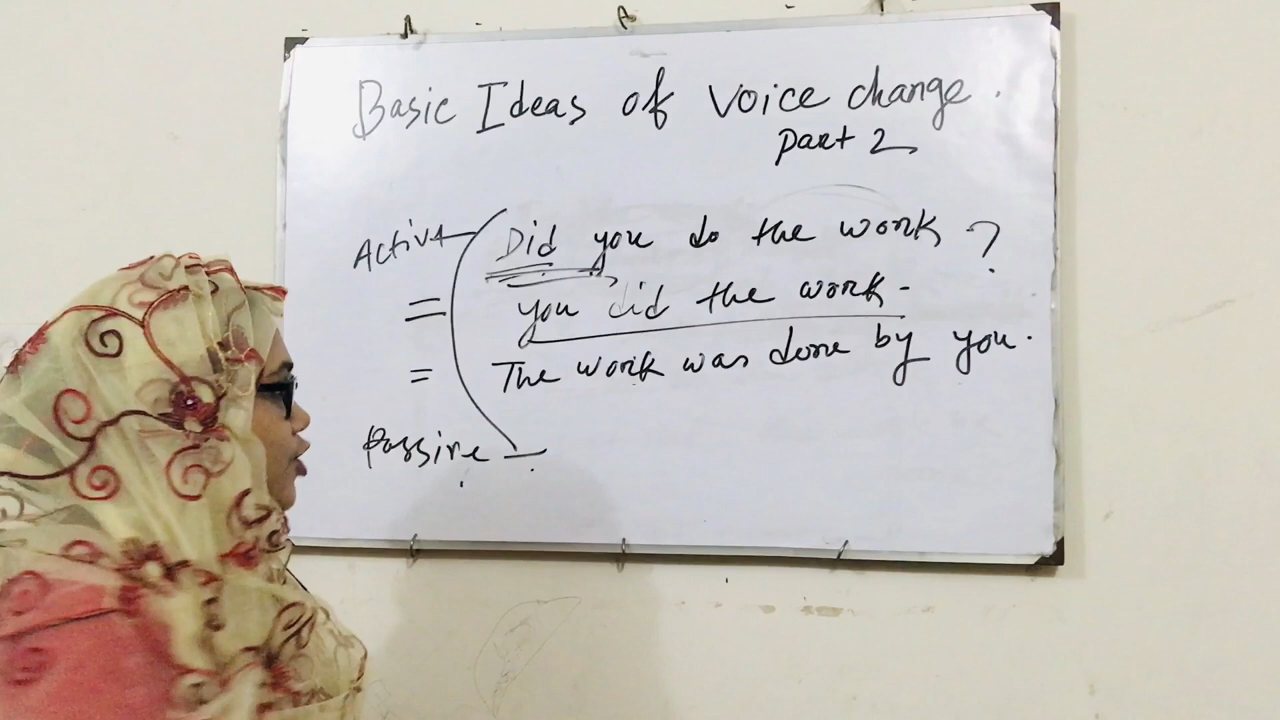 Basic Ideas of Voice change.
part 2
Active - Did you do the work ?
= you did the work.
= The work was done by you.
Passive -